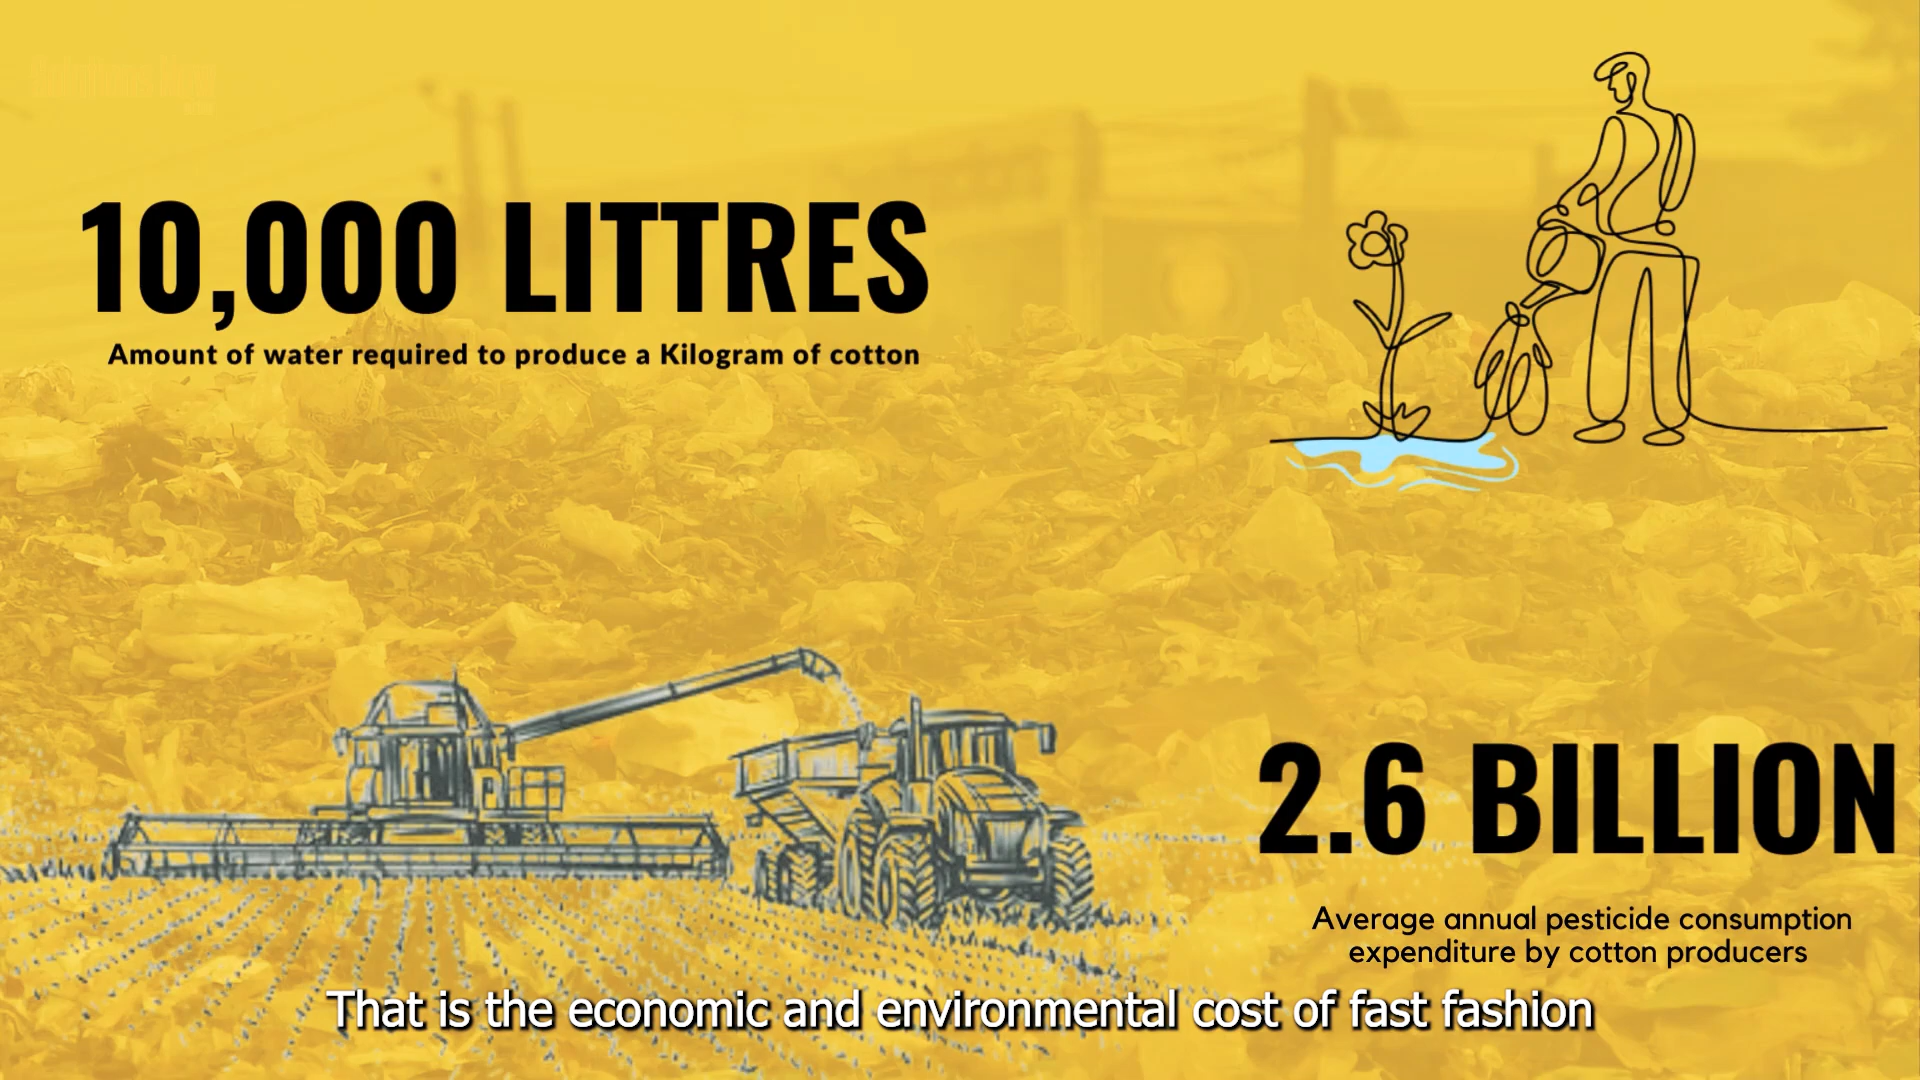 10,000 LITTRES
Amount of water required to produce a Kilogram of cotton
2.6 BILLION
Average annual pesticide consumption
expenditure by cotton producers
That is the economic and environmental cost of fast fashion